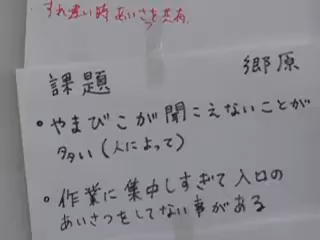 すれ違い時あいさつを共有
課題 郷原
• やまびこが聞こえないことが
多い(人によって)
• 作業に集中しすぎて入口の
あいさつをしてない事がある